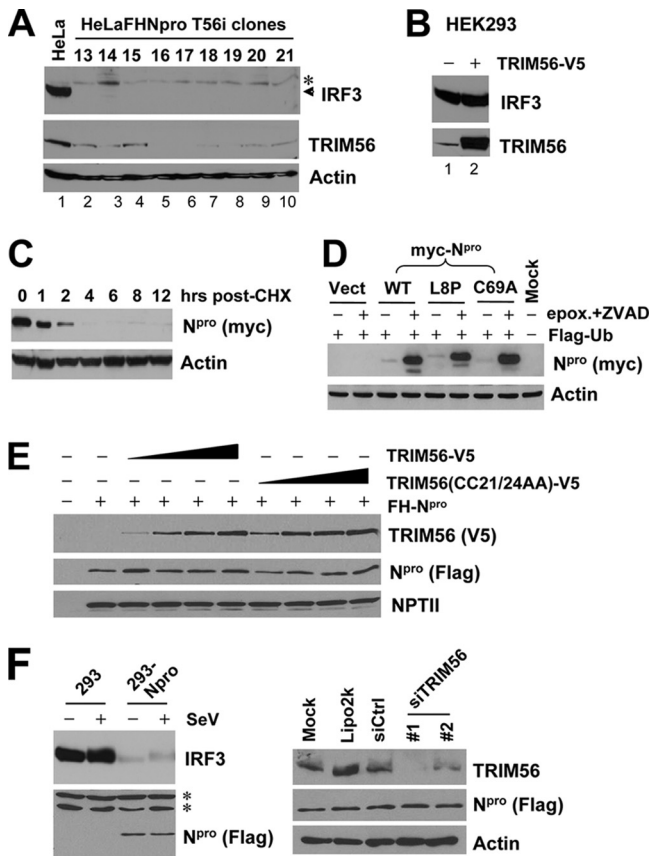 A
HeLa
HeLaFHNpro T56i clones
13 14 15 16 17 18 19 20 21
*
IRF3
TRIM56
Actin
1 2 3 4 5 6 7 8 9 10
B HEK293
– + TRIM56-V5
IRF3
TRIM56
1 2
C
0 1 2 4 6 8 12 hrs post-CHX
Npro (myc)
Actin
D
myc-Npro
Vect WT L8P C69A Mock
– + – + – + – + – epox.+ZVAD
+ + + + + + + + – Flag-Ub
Npro (myc)
Actin
E
– – – – – – – TRIM56-V5
– – – – – – TRIM56(CC21/24AA)-V5
– + + + + + + + + + FH-Npro
TRIM56 (V5)
Npro (Flag)
NPTII
F
293 293-Npro
– + – + SeV
IRF3
*
*
Npro (Flag)
Mock Lipo2k siCtrl siTRIM56
#1 #2
TRIM56
Npro (Flag)
Actin